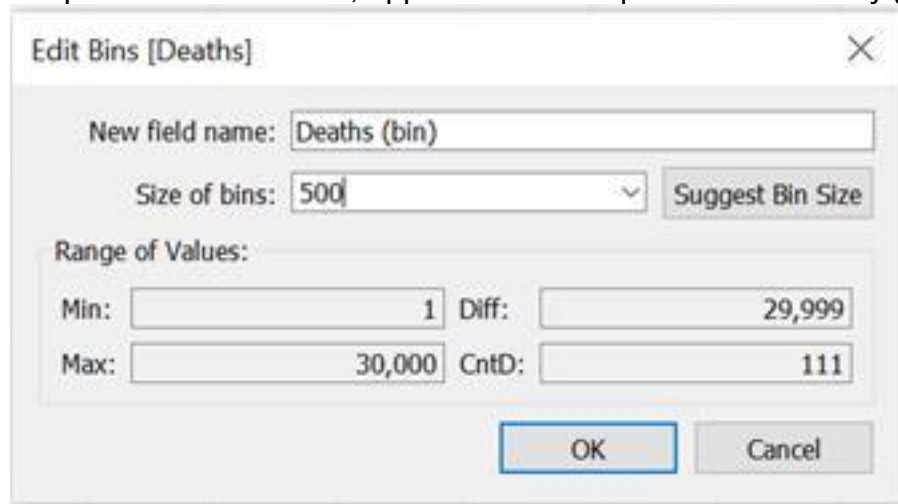 Edit Bins [Deaths]
New field name: Deaths (bin)
Size of bins: 500 Suggest Bin Size
Range of Values:
Min: 1 Diff: 29,999
Max: 30,000 CntD: 111
OK Cancel